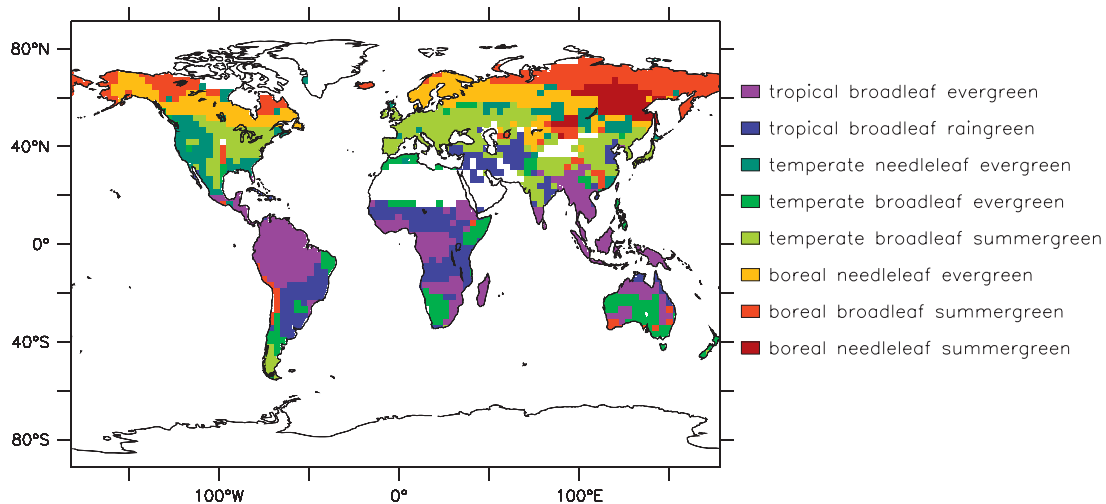 80°N
40°N
0°
40°S
80°S
100°W
0°
100°E
tropical broadleaf evergreen
tropical broadleaf raingreen
temperate needleleaf evergreen
temperate broadleaf evergreen
temperate broadleaf summergreen
boreal needleleaf evergreen
boreal broadleaf summergreen
boreal needleleaf summergreen